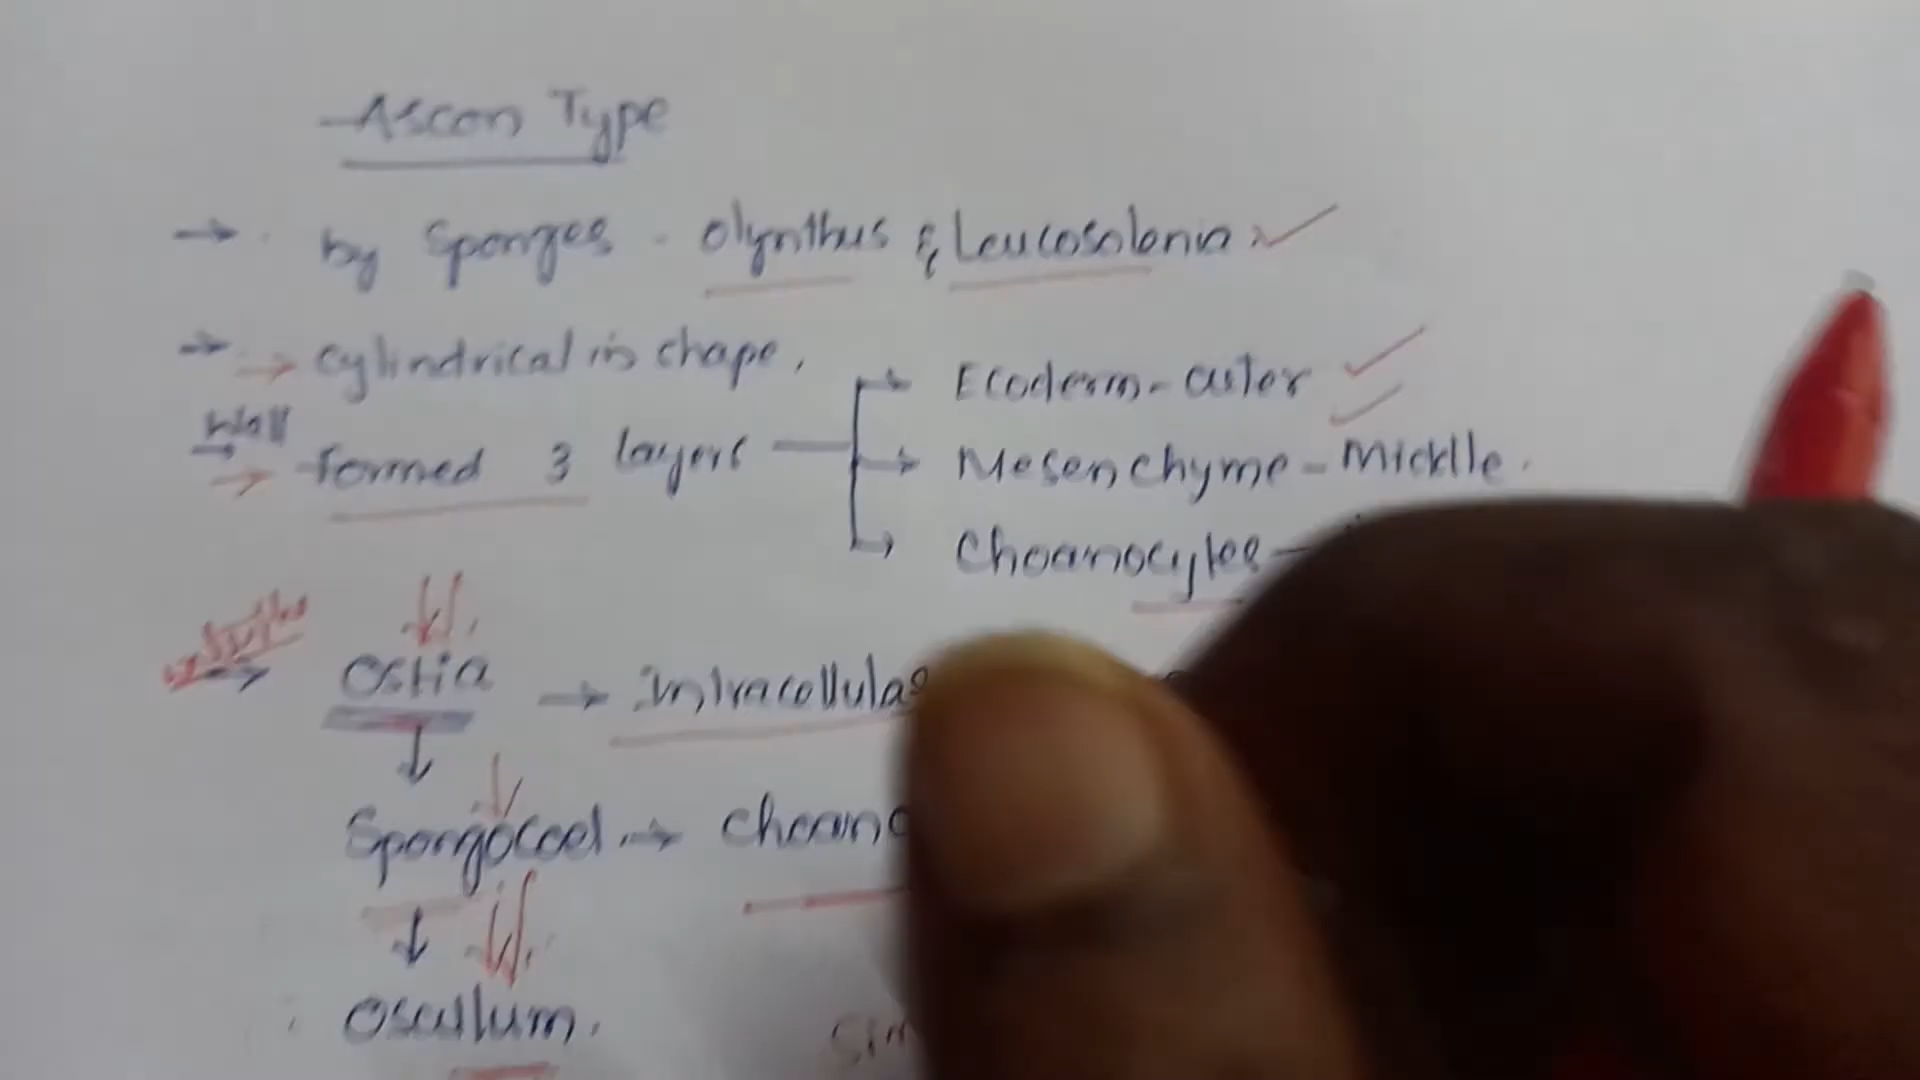 Ascon Type
→ by Sponges - Olynthus & Leucosolenia.
→ → cylindrical in shape.
Wall
→ → formed 3 layers
→ Ecoderm - outer
→ Mesenchyme - Middle.
→ Choanocytes -
→ Ostia → intracellular
↓
Spongocoel →
↓
Osculum.